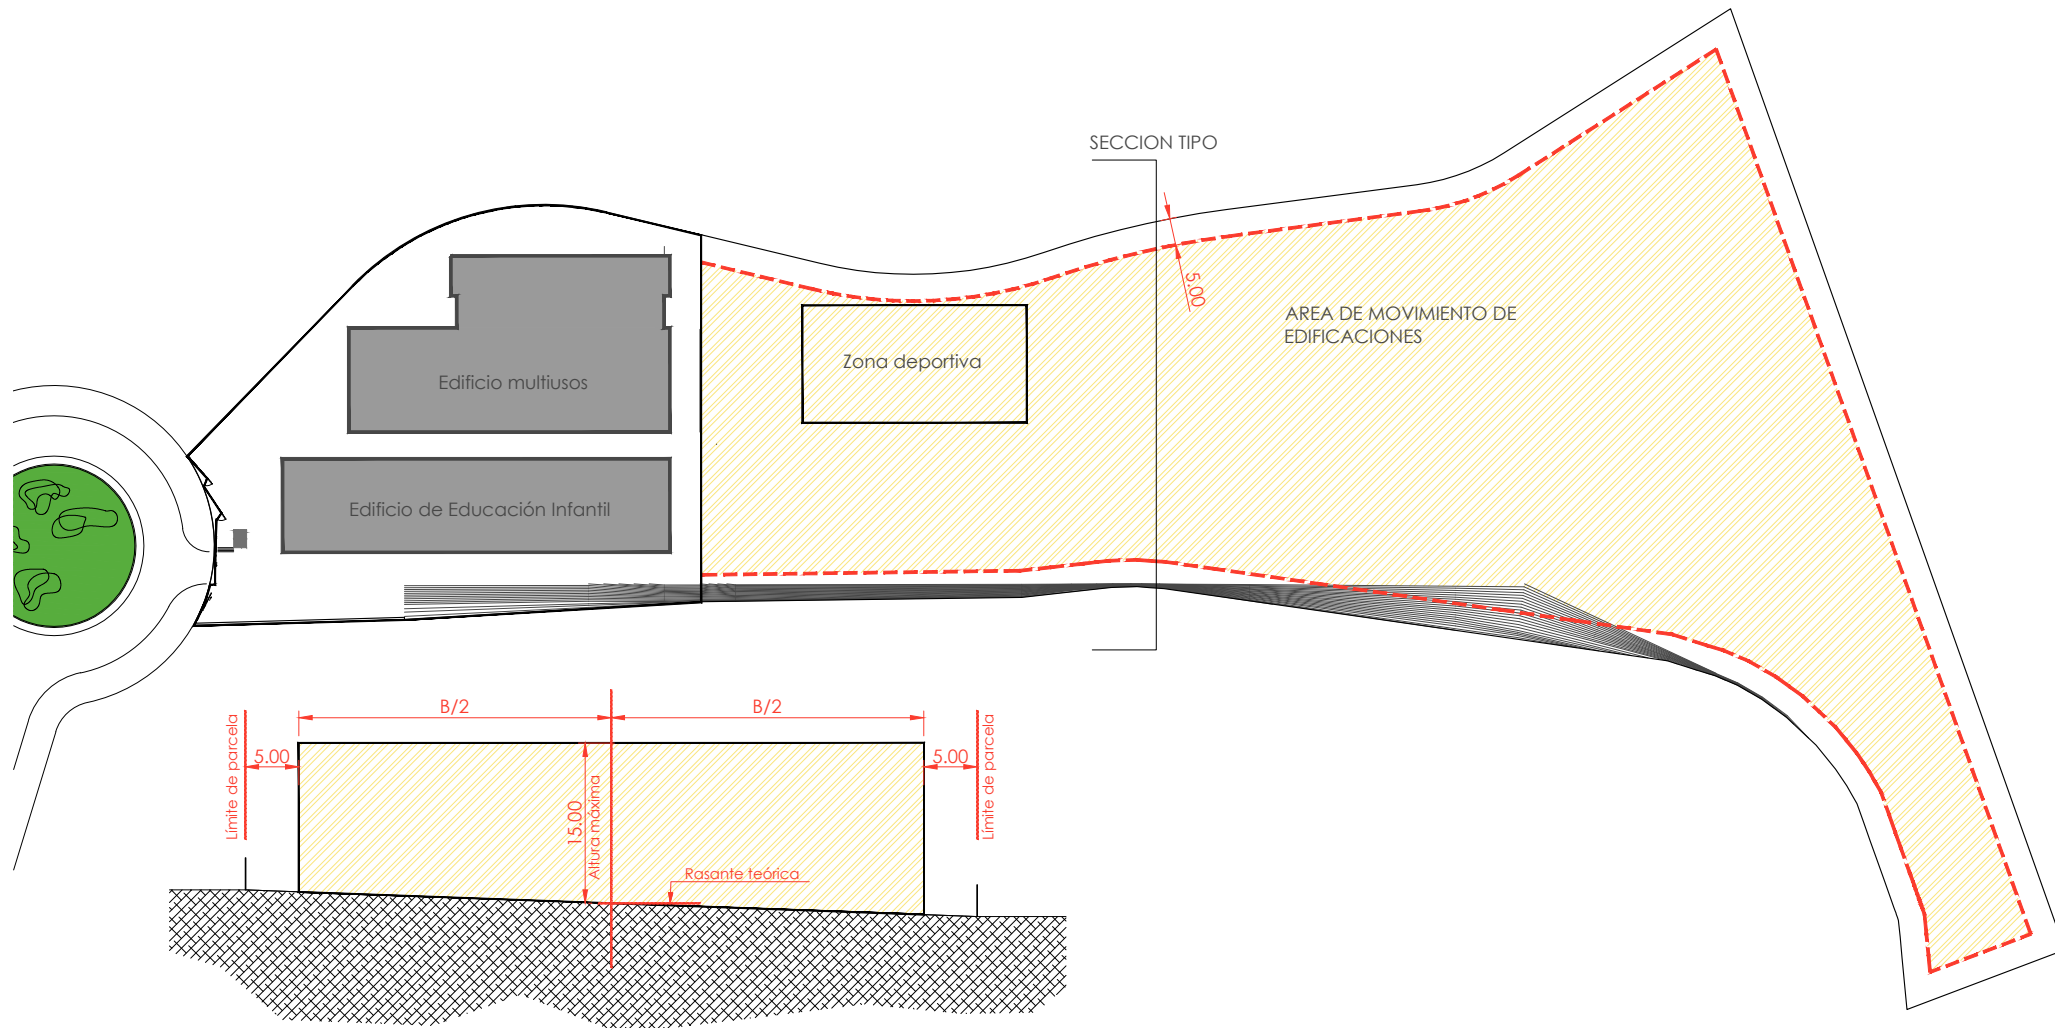 SECCION TIPO
5.00
AREA DE MOVIMIENTO DE
EDIFICACIONES
Zona deportiva
Edificio multiusos
Edificio de Educación Infantil
B/2
B/2
Límite de parcela
5.00
15.00
Altura máxima
Rasante teórica
5.00
Límite de parcela